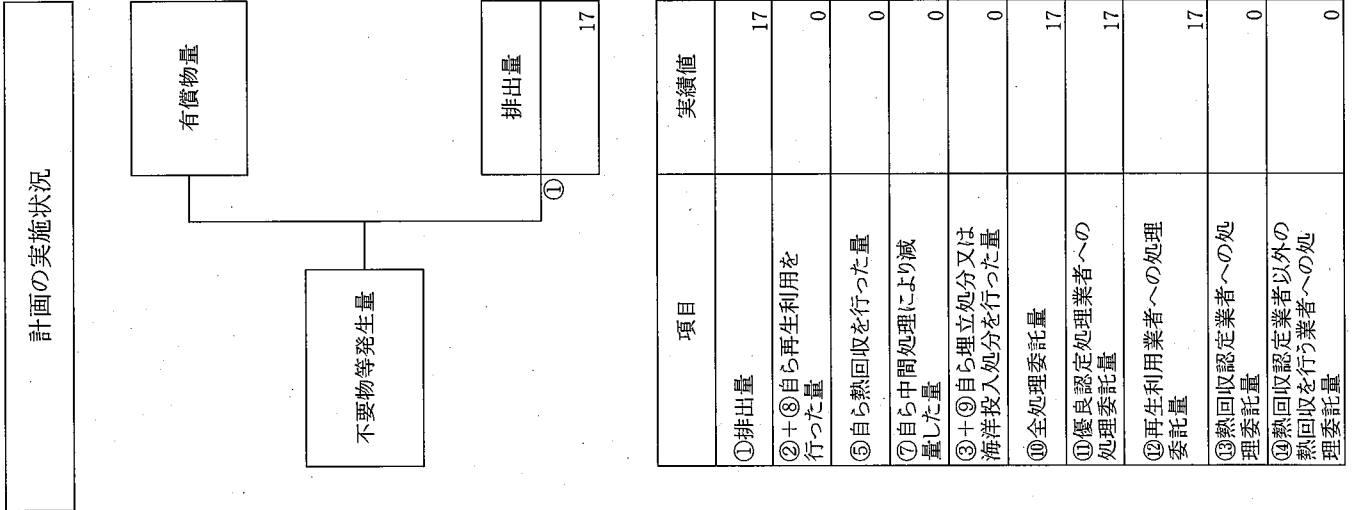 計画の実施状況
有償物量
不要物等発生量
排出量
①
17
項目
実績値
①排出量
17
②+⑧自ら再生利用を
行った量
0
⑤自ら熱回収を行った量
0
⑦自ら中間処理により減
量した量
0
③+⑨自ら埋立処分又は
海洋投入処分を行った量
0
⑩全処理委託量
17
⑪優良認定処理業者への
処理委託量
17
⑫再生利用業者への処理
委託量
17
⑬熱回収認定業者への処
理委託量
0
⑭熱回収認定業者以外の
熱回収を行う業者への処
理委託量
0